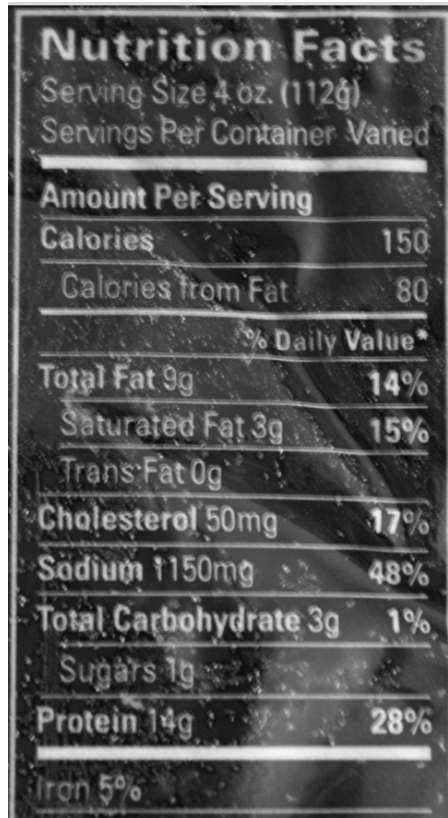 Nutrition Facts
Serving Size 4 oz. (112g)
Servings Per Container Varied
Amount Per Serving
Calories 150
Calories from Fat 80
% Daily Value*
Total Fat 9g 14%
Saturated Fat 3g 15%
Trans Fat 0g
Cholesterol 50mg 17%
Sodium 1150mg 48%
Total Carbohydrate 3g 1%
Sugars 1g
Protein 14g 28%
Iron 5%